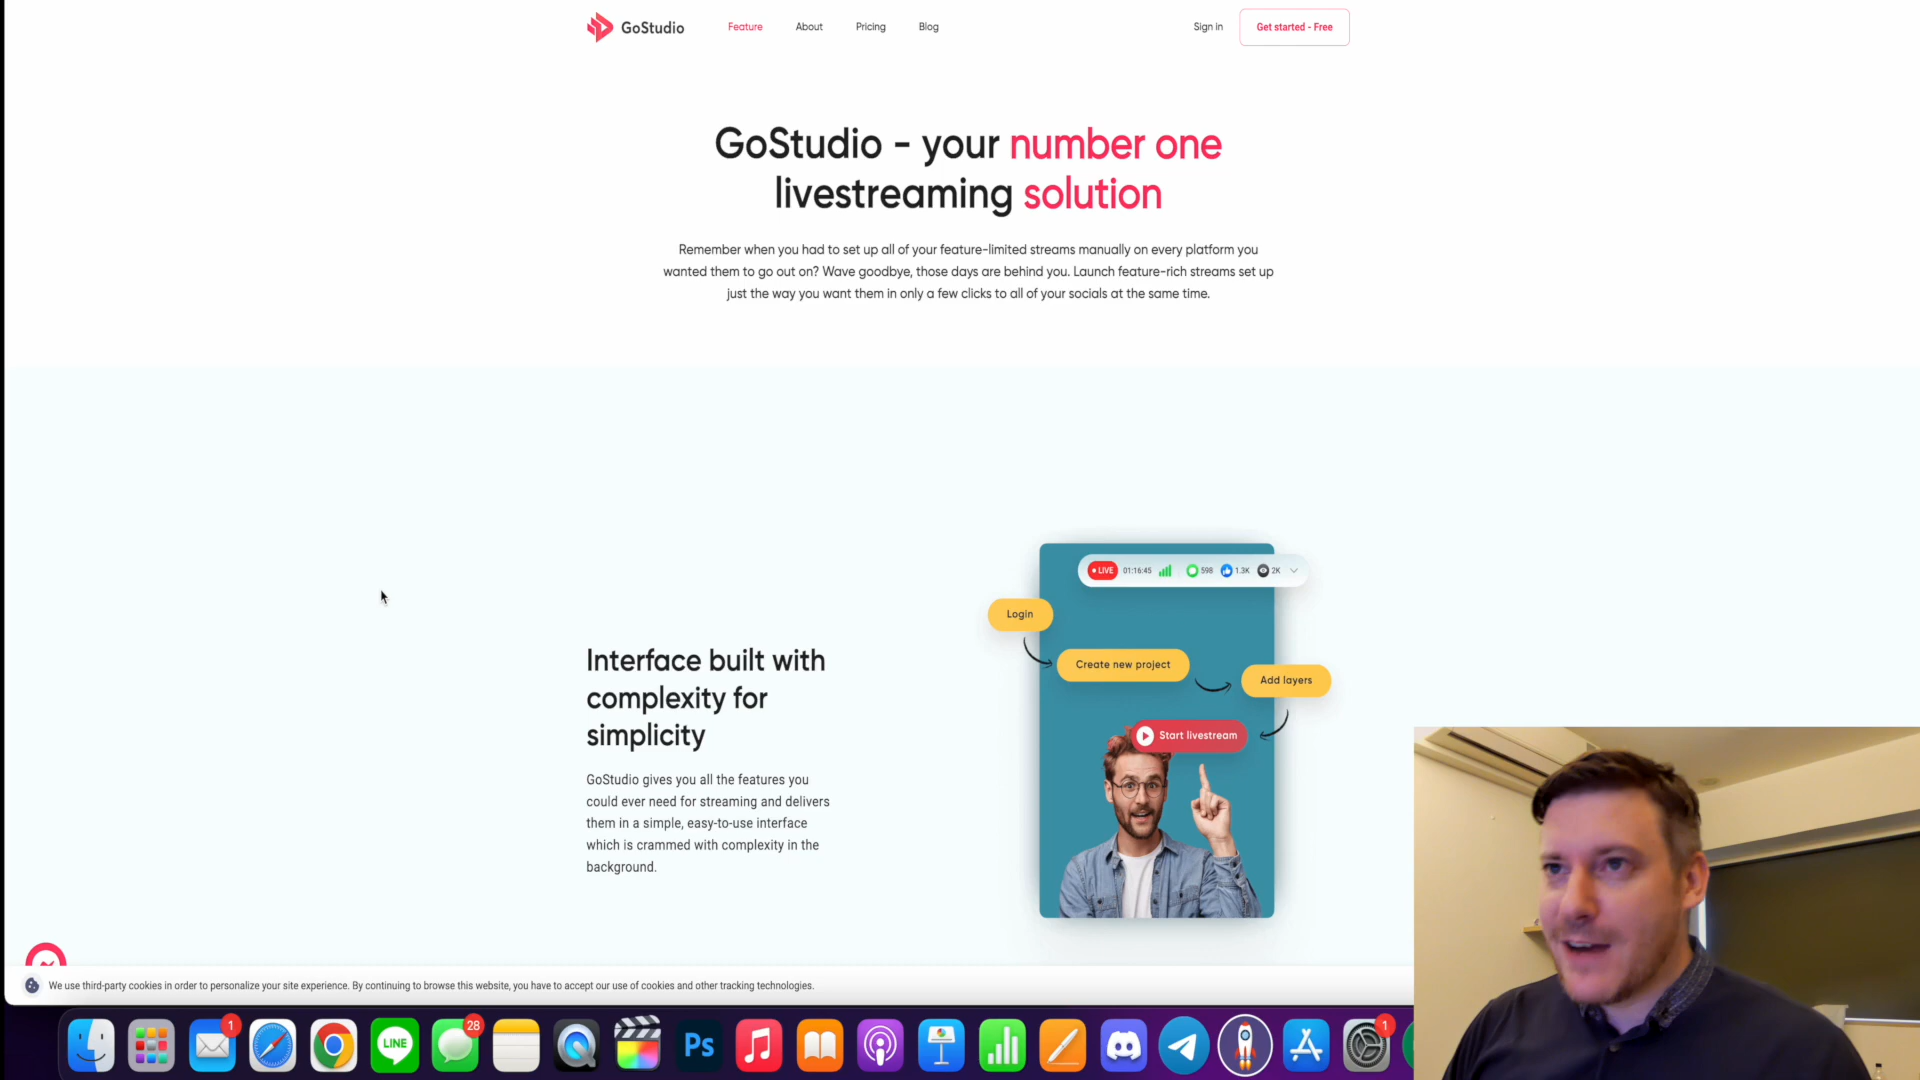 GoStudio
Feature
About
Pricing
Blog
Sign in
Get started - Free
GoStudio - your number one
livestreaming solution
Remember when you had to set up all of your feature-limited streams manually on every platform you
wanted them to go out on? Wave goodbye, those days are behind you. Launch feature-rich streams set up
just the way you want them in only a few clicks to all of your socials at the same time.
LIVE 01:16:45 598 1.3K 2K
Login
Create new project
Add layers
Start livestream
Interface built with
complexity for
simplicity
GoStudio gives you all the features you
could ever need for streaming and delivers
them in a simple, easy-to-use interface
which is crammed with complexity in the
background.
We use third-party cookies in order to personalize your site experience. By continuing to browse this website, you have to accept our use of cookies and other tracking technologies.
1
LINE
28
Ps
1